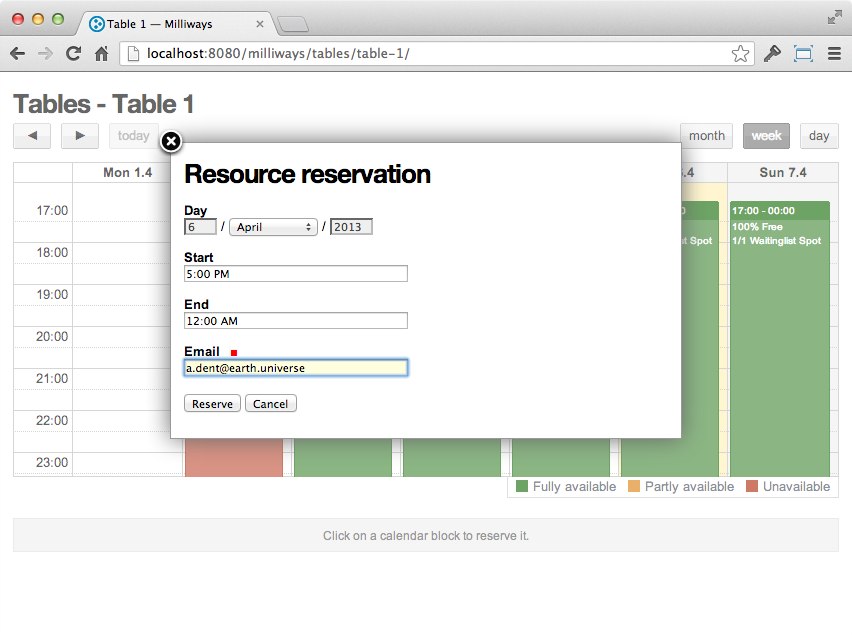 Table 1 — Milliways
localhost:8080/milliways/tables/table-1/
Tables - Table 1
today
month
week
day
Mon 1.4
.4
Sun 7.4
17:00
18:00
19:00
20:00
21:00
22:00
23:00
0
t Spot
17:00 - 00:00
100% Free
1/1 Waitinglist Spot
Resource reservation
Day
6 / April / 2013
Start
5:00 PM
End
12:00 AM
Email
a.dent@earth.universe
Reserve Cancel
Fully available Partly available Unavailable
Click on a calendar block to reserve it.